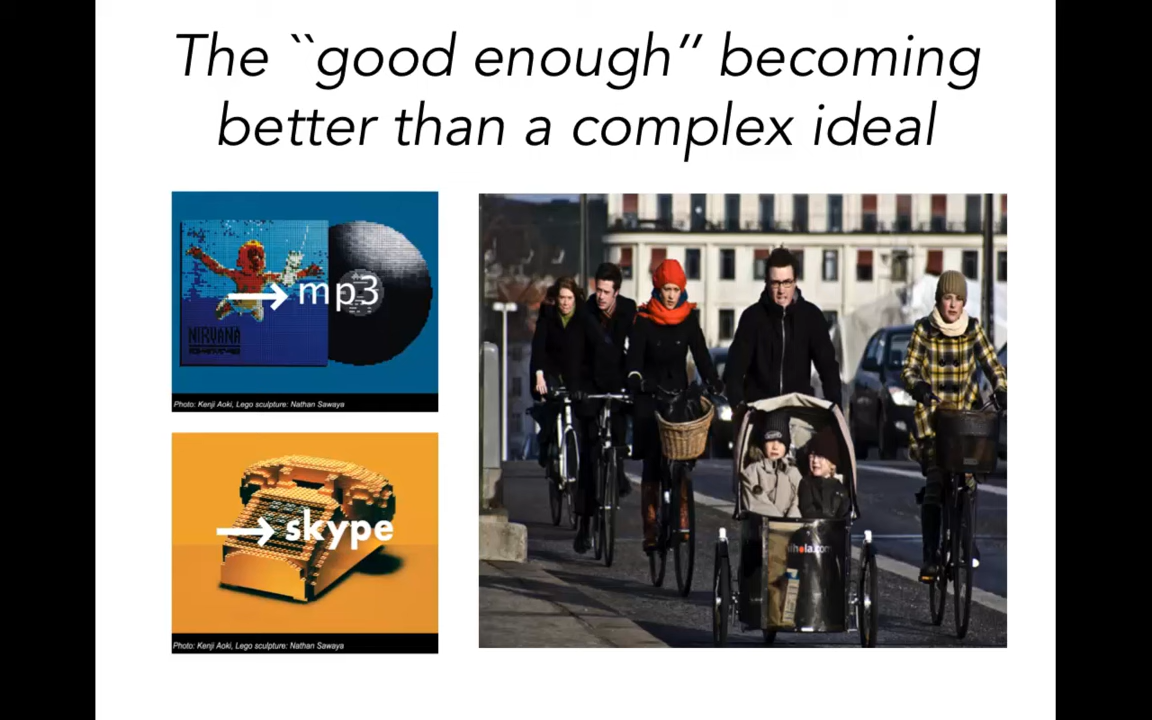 The ``good enough” becoming
better than a complex ideal
→ mp3
NIRVANA
Photo: Kenji Aoki, Lego sculpture: Nathan Sawaya
→ skype
Photo: Kenji Aoki, Lego sculpture: Nathan Sawaya